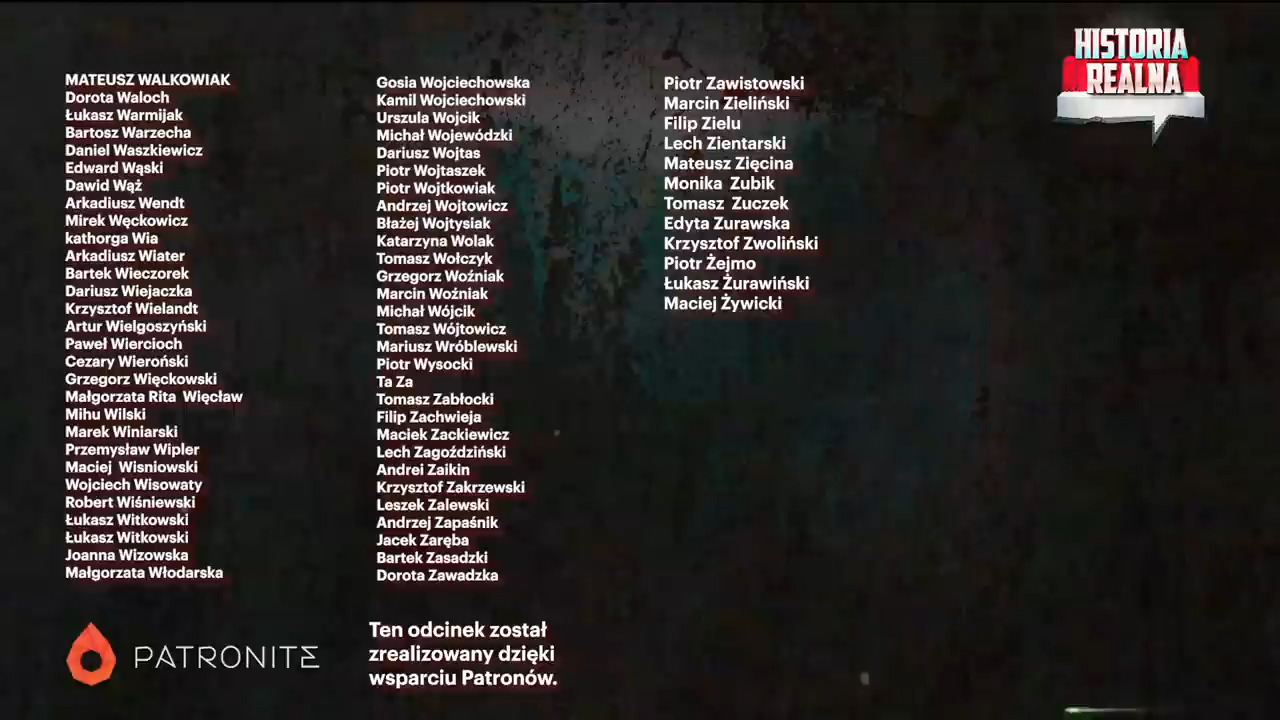 MATEUSZ WALKOWIAK
Dorota Waloch
Łukasz Warmijak
Bartosz Warzecha
Daniel Waszkiewicz
Edward Wąski
Dawid Wąż
Arkadiusz Wendt
Mirek Węckowicz
kathorga Wia
Arkadiusz Wiater
Bartek Wieczorek
Dariusz Wiejaczka
Krzysztof Wielandt
Artur Wielgoszyński
Paweł Wiercioch
Cezary Wieroński
Grzegorz Więckowski
Małgorzata Rita  Więcław
Mihu Wilski
Marek Winiarski
Przemysław Wipler
Maciej  Wisniowski
Wojciech Wisowaty
Robert Wiśniewski
Łukasz Witkowski
Łukasz Witkowski
Joanna Wizowska
Małgorzata Włodarska
Gosia Wojciechowska
Kamil Wojciechowski
Urszula Wojcik
Michał Wojewódzki
Dariusz Wojtas
Piotr Wojtaszek
Piotr Wojtkowiak
Andrzej Wojtowicz
Błażej Wojtysiak
Katarzyna Wolak
Tomasz Wołczyk
Grzegorz Woźniak
Marcin Woźniak
Michał Wójcik
Tomasz Wójtowicz
Mariusz Wróblewski
Piotr Wysocki
Ta Za
Tomasz Zabłocki
Filip Zachwieja
Maciek Zackiewicz
Lech Zagoździński
Andrei Zaikin
Krzysztof Zakrzewski
Leszek Zalewski
Andrzej Zapaśnik
Jacek Zaręba
Bartek Zasadzki
Dorota Zawadzka
Piotr Zawistowski
Marcin Zieliński
Filip Zielu
Lech Zientarski
Mateusz Zięcina
Monika  Zubik
Tomasz  Zuczek
Edyta Zurawska
Krzysztof Zwoliński
Piotr Żejmo
Łukasz Żurawiński
Maciej Żywicki
HISTORIA
REALNA
PATRONITE
Ten odcinek został
zrealizowany dzięki
wsparciu Patronów.